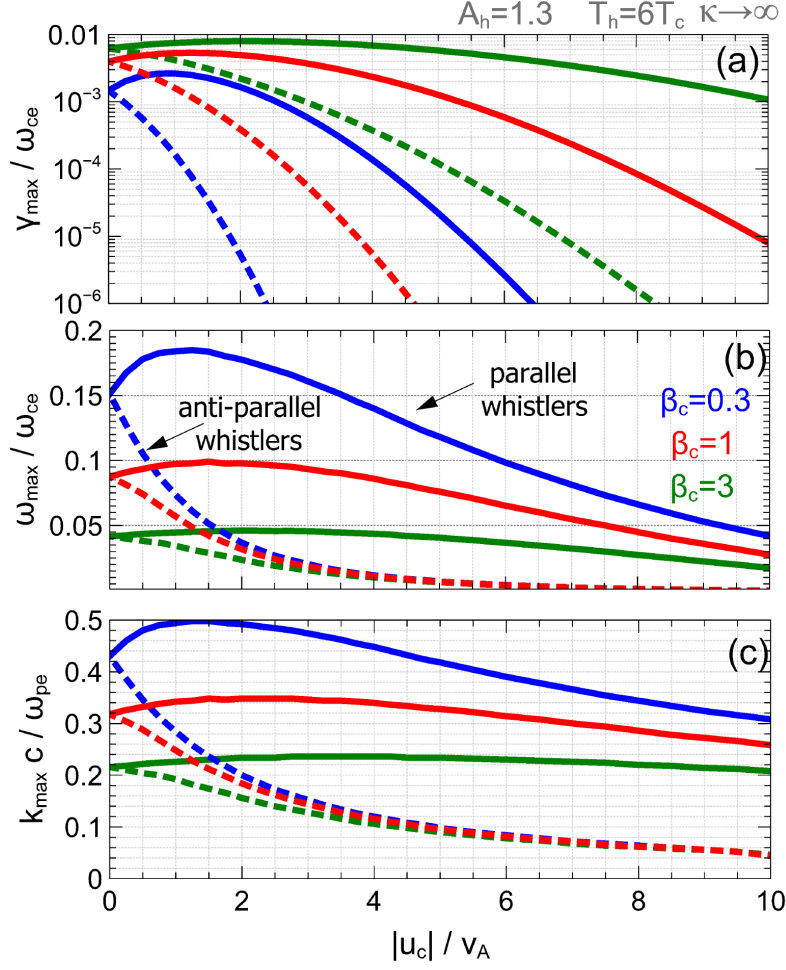 A_h=1.3 T_h=6T_c κ→∞
(a)
0.01
10^-3
10^-4
10^-5
10^-6
γ_max / ω_ce
(b)
0.2
0.15
0.1
0.05
ω_max / ω_ce
anti-parallel
whistlers
parallel
whistlers
β_c=0.3
β_c=1
β_c=3
(c)
0.5
0.4
0.3
0.2
0.1
0
k_max c / ω_pe
0 2 4 6 8 10
|u_c| / v_A